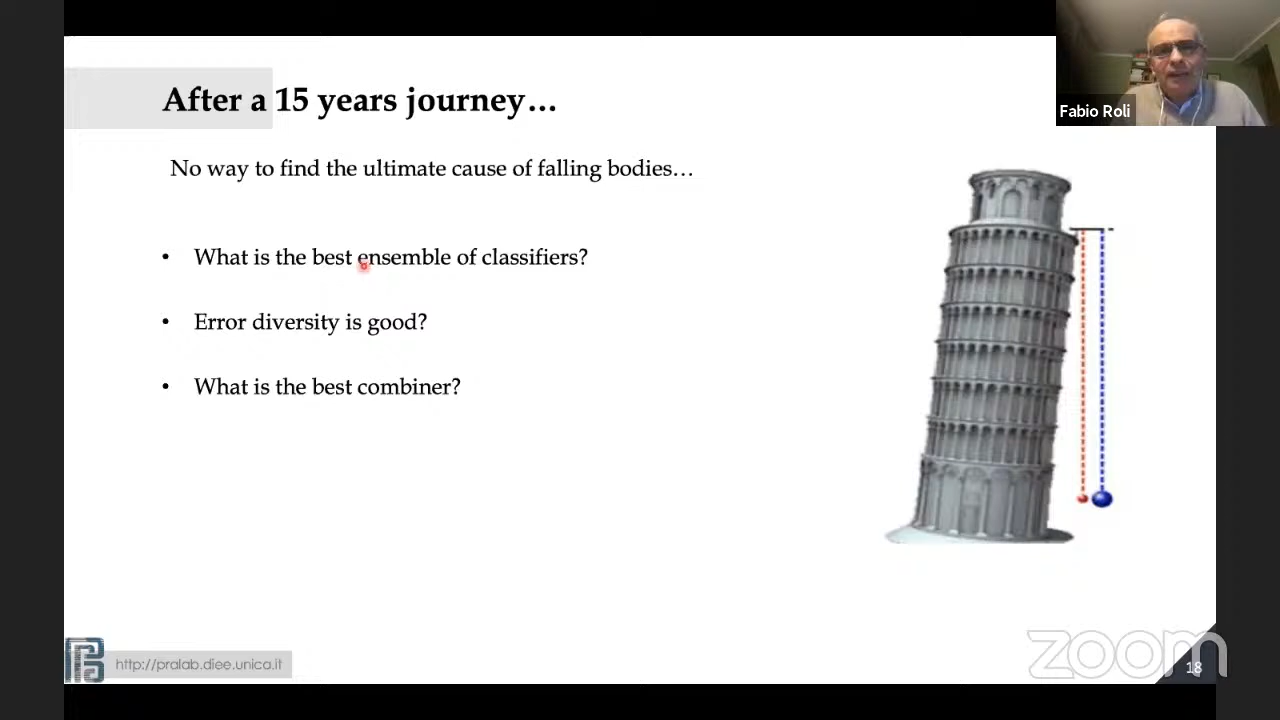 After a 15 years journey…
Fabio Roli
No way to find the ultimate cause of falling bodies…
• What is the best ensemble of classifiers?
• Error diversity is good?
• What is the best combiner?
http://pralab.diee.unica.it
zoom
18